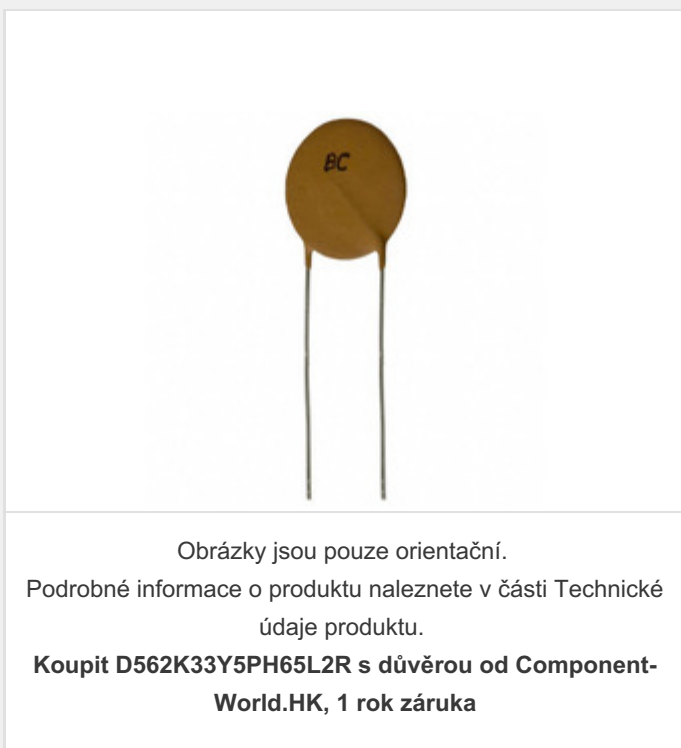 BC
Obrázky jsou pouze orientační.
Podrobné informace o produktu naleznete v části Technické
údaje produktu.
Koupit D562K33Y5PH65L2R s důvěrou od Component-
World.HK, 1 rok záruka